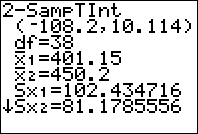 2-SampTInt
(-108.2,10.114)
df=38
x̄1=401.15
x̄2=450.2
Sx1=102.434716
↓Sx2=81.1785556